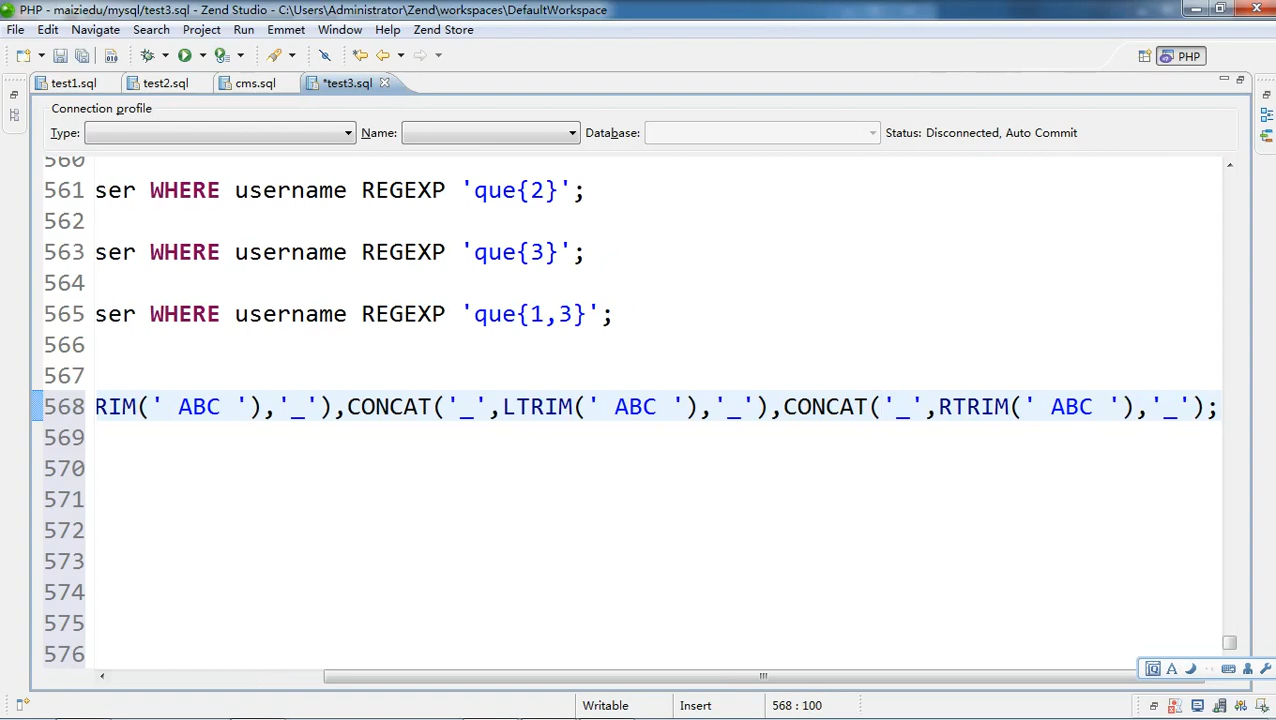 PHP - maiziedu/mysql/test3.sql - Zend Studio - C:\Users\Administrator\Zend\workspaces\DefaultWorkspace
File Edit Navigate Search Project Run Emmet Window Help Zend Store
PHP
test1.sql test2.sql cms.sql *test3.sql
Connection profile
Type: Name: Database: Status: Disconnected, Auto Commit
560
561 ser WHERE username REGEXP 'que{2}';
562
563 ser WHERE username REGEXP 'que{3}';
564
565 ser WHERE username REGEXP 'que{1,3}';
566
567
568 RIM(' ABC '),'_'),CONCAT('_',LTRIM(' ABC '),'_'),CONCAT('_',RTRIM(' ABC '),'_');
569
570
571
572
573
574
575
576
Writable Insert 568 : 100